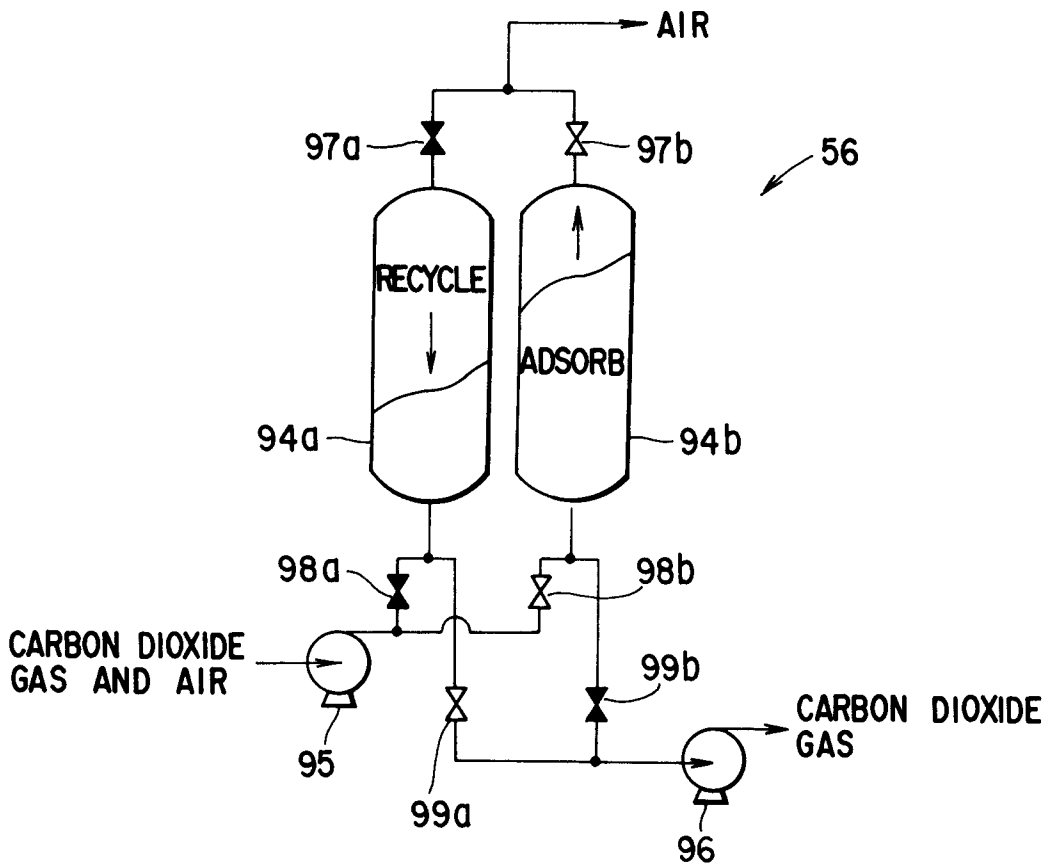 AIR
97a
97b
56
RECYCLE
ADSORB
94a
94b
98a
98b
CARBON DIOXIDE
GAS AND AIR
99b
CARBON DIOXIDE
GAS
95
99a
96